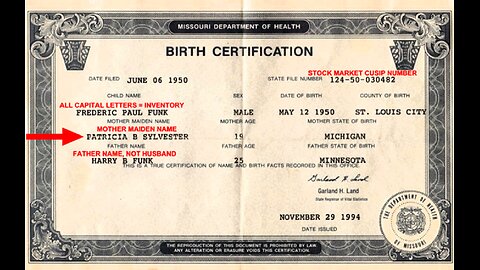 MISSOURI DEPARTMENT OF HEALTH
BIRTH CERTIFICATION
STOCK MARKET CUSIP NUMBER
DATE FILED JUNE 06 1950 STATE FILE NUMBER 124-50-030482
ALL CAPITAL LETTERS = INVENTORY
CHILD NAME SEX DATE OF BIRTH
FREDERIC PAUL FUNK MALE MAY 12 1950 ST. LOUIS CITY
MOTHER MAIDEN NAME MOTHER AGE MOTHER STATE OF BIRTH
MOTHER MAIDEN NAME
PATRICIA B SYLVESTER 19 MICHIGAN
FATHER NAME FATHER AGE FATHER STATE OF BIRTH
FATHER NAME, NOT HUSBAND
HARRY B FUNK 25 MINNESOTA
THIS IS A TRUE CERTIFICATION OF NAME AND BIRTH FACTS RECORDED IN THIS OFFICE.
Garland H. Land
Garland H. Land
State Registrar of Vital Statistics
NOVEMBER 29 1994
DATE ISSUED
THE DEPARTMENT OF HEALTH
OF MISSOURI
REPRODUCTION OF THIS DOCUMENT IS PROHIBITED BY LAW.
ANY ALTERATION OR ERASURE VOIDS THIS CERTIFICATION.